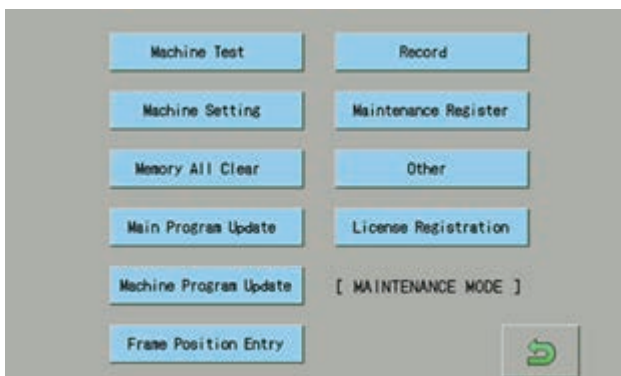 Machine Test
Record
Machine Setting
Maintenance Register
Memory All Clear
Other
Main Program Update
License Registration
Machine Program Update
[ MAINTENANCE MODE ]
Frame Position Entry